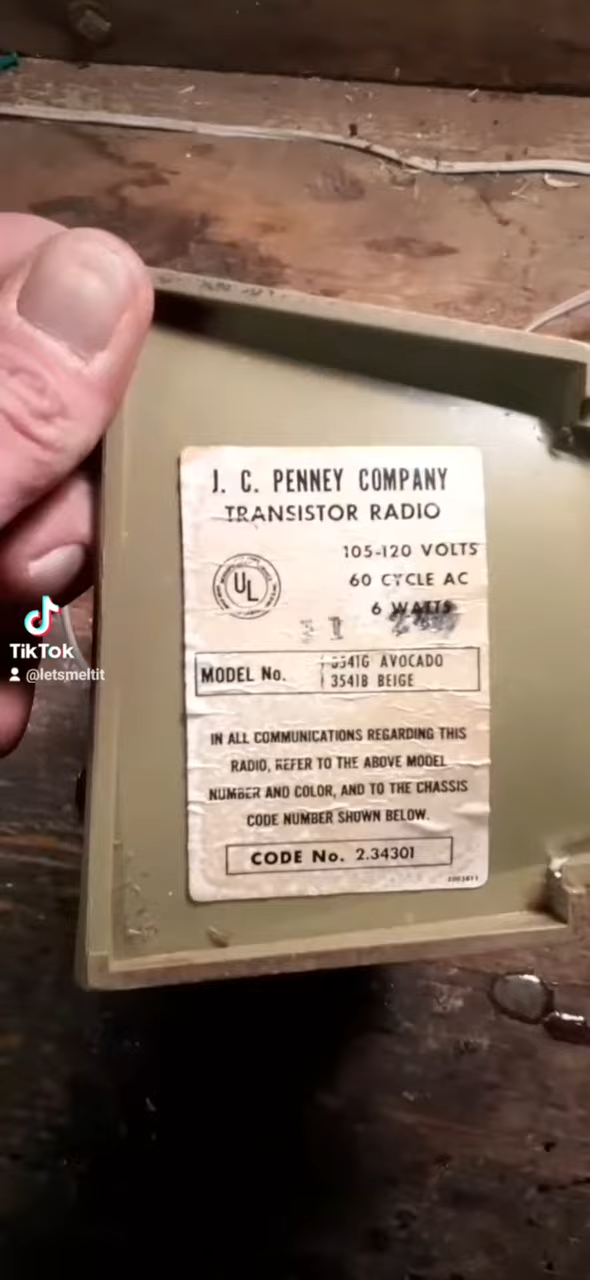 J. C. PENNEY COMPANY
TRANSISTOR RADIO
105-120 VOLTS
UL
60 CYCLE AC
6 WATTS
MODEL No.
3541G AVOCADO
3541B BEIGE
IN ALL COMMUNICATIONS REGARDING THIS
RADIO, REFER TO THE ABOVE MODEL
NUMBER AND COLOR, AND TO THE CHASSIS
CODE NUMBER SHOWN BELOW.
CODE No. 2.34301
TikTok
@letsmeltit